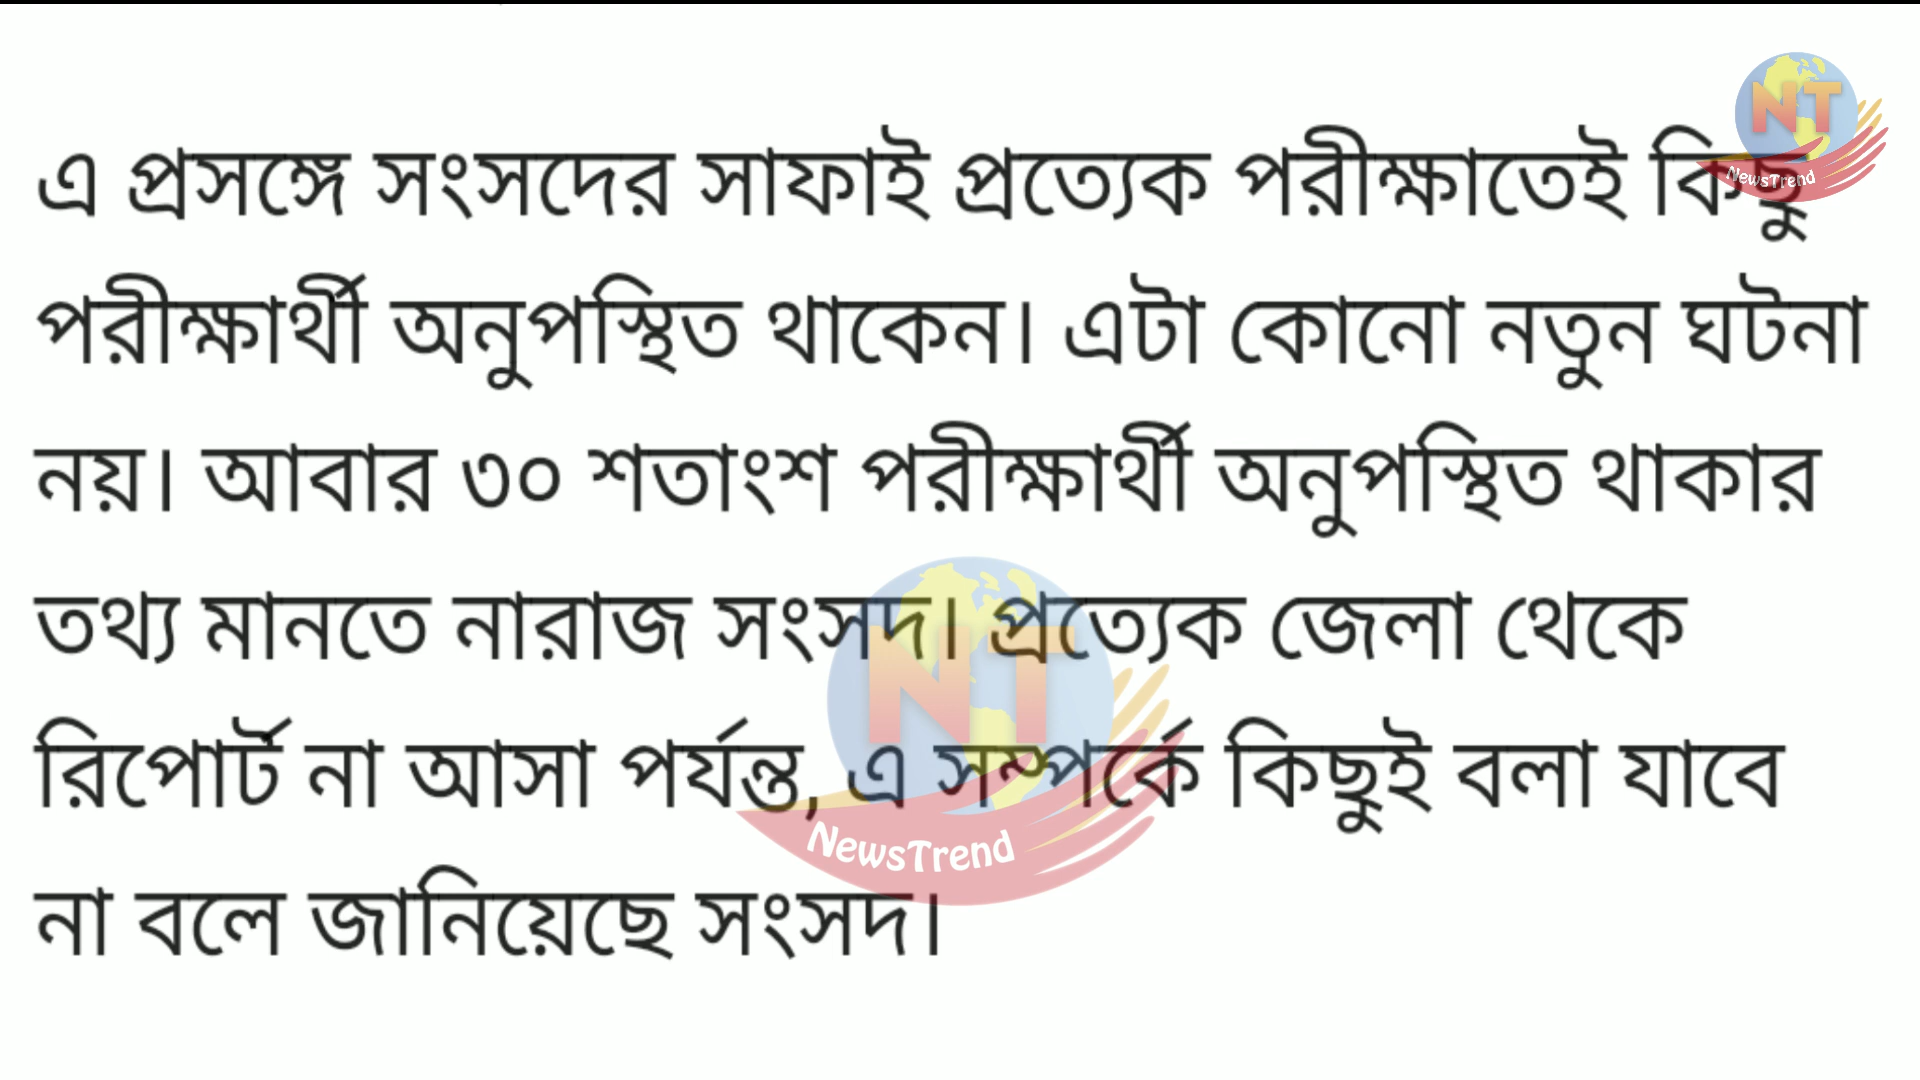 এ প্রসঙ্গে সংসদের সাফাই প্রত্যেক পরীক্ষাতেই কিছু
পরীক্ষার্থী অনুপস্থিত থাকেন। এটা কোনো নতুন ঘটনা
নয়। আবার ৩০ শতাংশ পরীক্ষার্থী অনুপস্থিত থাকার
তথ্য মানতে নারাজ সংসদ। প্রত্যেক জেলা থেকে
রিপোর্ট না আসা পর্যন্ত, এ সম্পর্কে কিছুই বলা যাবে
না বলে জানিয়েছে সংসদ।
NT
NewsTrend
NT
NewsTrend